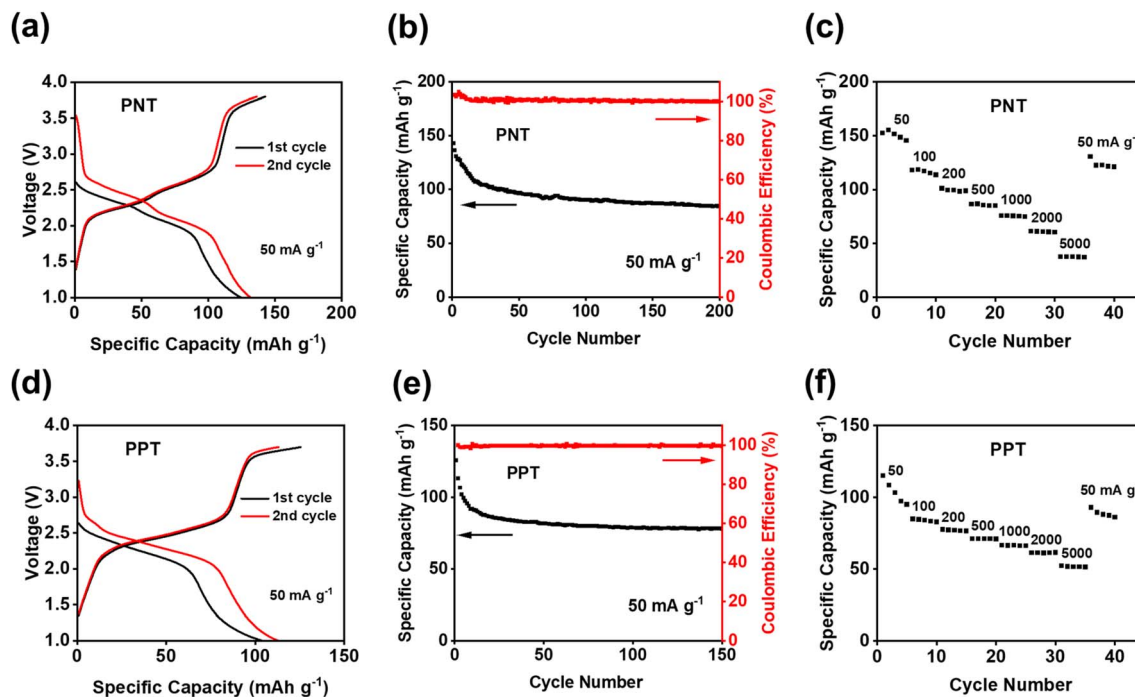 (a)
PNT
1st cycle
2nd cycle
50 mA g⁻¹
Voltage (V)
4.0
3.5
3.0
2.5
2.0
1.5
1.0
0 50 100 150 200
Specific Capacity (mAh g⁻¹)
(b)
PNT
50 mA g⁻¹
Specific Capacity (mAh g⁻¹)
200
150
100
50
0
Coulombic Efficiency (%)
100
80
60
40
20
0
0 50 100 150 200
Cycle Number
(c)
PNT
50
100
200
500
1000
2000
5000
50 mA g⁻¹
Specific Capacity (mAh g⁻¹)
200
150
100
50
0
0 10 20 30 40
Cycle Number
(d)
PPT
1st cycle
2nd cycle
50 mA g⁻¹
Voltage (V)
4.0
3.5
3.0
2.5
2.0
1.5
1.0
0 50 100 150
Specific Capacity (mAh g⁻¹)
(e)
PPT
50 mA g⁻¹
Specific Capacity (mAh g⁻¹)
150
100
50
0
Coulombic Efficiency (%)
100
80
60
40
20
0
0 50 100 150
Cycle Number
(f)
PPT
50
100
200
500
1000
2000
5000
50 mA g
Specific Capacity (mAh g⁻¹)
150
100
50
0
0 10 20 30 40
Cycle Number